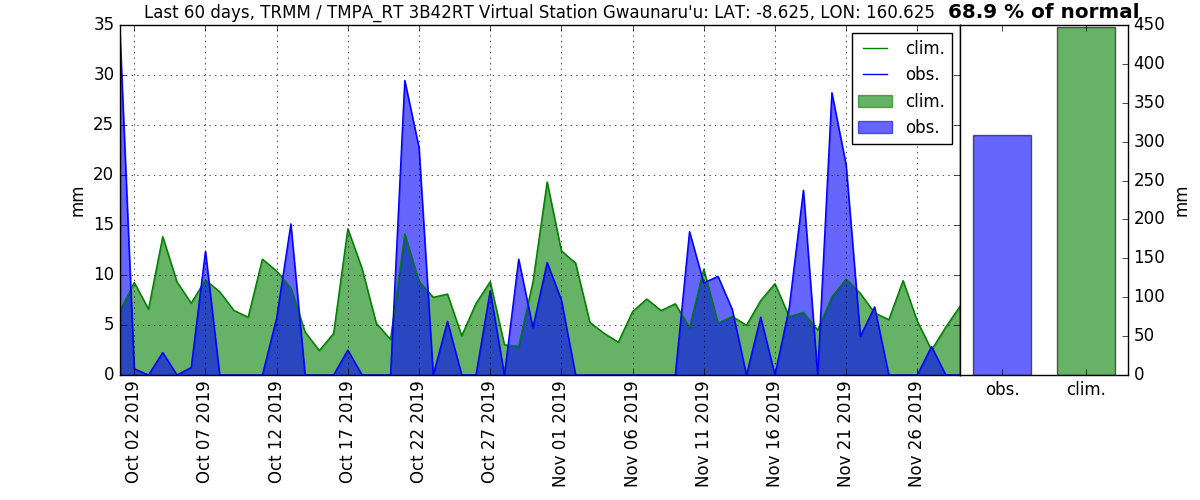 Last 60 days, TRMM / TMPA_RT 3B42RT Virtual Station Gwaunaru'u: LAT: -8.625, LON: 160.625
68.9 % of normal
35
30
25
20
15
10
5
0
mm
clim.
obs.
clim.
obs.
Oct 02 2019
Oct 07 2019
Oct 12 2019
Oct 17 2019
Oct 22 2019
Oct 27 2019
Nov 01 2019
Nov 06 2019
Nov 11 2019
Nov 16 2019
Nov 21 2019
Nov 26 2019
450
400
350
300
250
200
150
100
50
0
mm
obs.
clim.